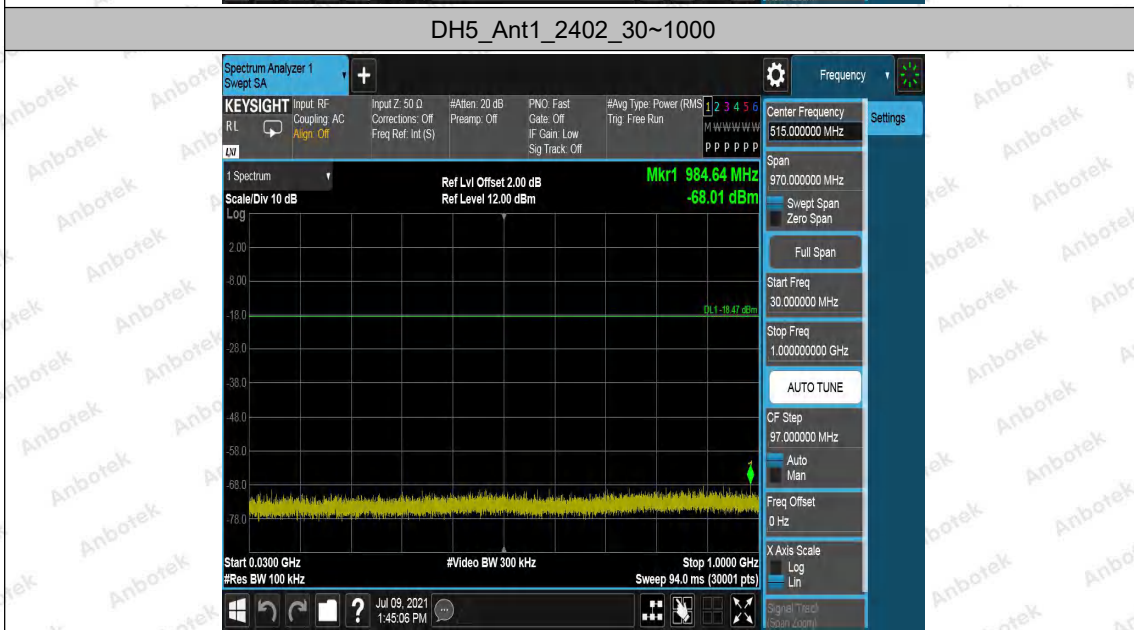 DH5_Ant1_2402_30~1000
Spectrum Analyzer 1
Swept SA
Frequency
KEYSIGHT
RL
LXI
Input: RF
Coupling: AC
Align: Off
Input Z: 50 Ω
Corrections: Off
Freq Ref: Int (S)
#Atten: 20 dB
Preamp: Off
PNO: Fast
Gate: Off
IF Gain: Low
Sig Track: Off
#Avg Type: Power (RMS
Trig: Free Run
1 2 3 4 5 6
M W W W W W
P P P P P P
1 Spectrum
Scale/Div 10 dB
Log
Ref Lvl Offset 2.00 dB
Ref Level 12.00 dBm
Mkr1 984.64 MHz
-68.01 dBm
2.00
-8.00
-18.0
DL1 -18.47 dBm
-28.0
-38.0
-48.0
-58.0
-68.0
-78.0
1
Start 0.0300 GHz
#Res BW 100 kHz
#Video BW 300 kHz
Stop 1.0000 GHz
Sweep 94.0 ms (30001 pts)
Center Frequency
515.000000 MHz
Settings
Span
970.000000 MHz
Swept Span
Zero Span
Full Span
Start Freq
30.000000 MHz
Stop Freq
1.000000000 GHz
AUTO TUNE
CF Step
97.000000 MHz
Auto
Man
Freq Offset
0 Hz
X Axis Scale
Log
Lin
Signal Track
(Span Zoom)
Jul 09, 2021
1:45:06 PM
Anbotek